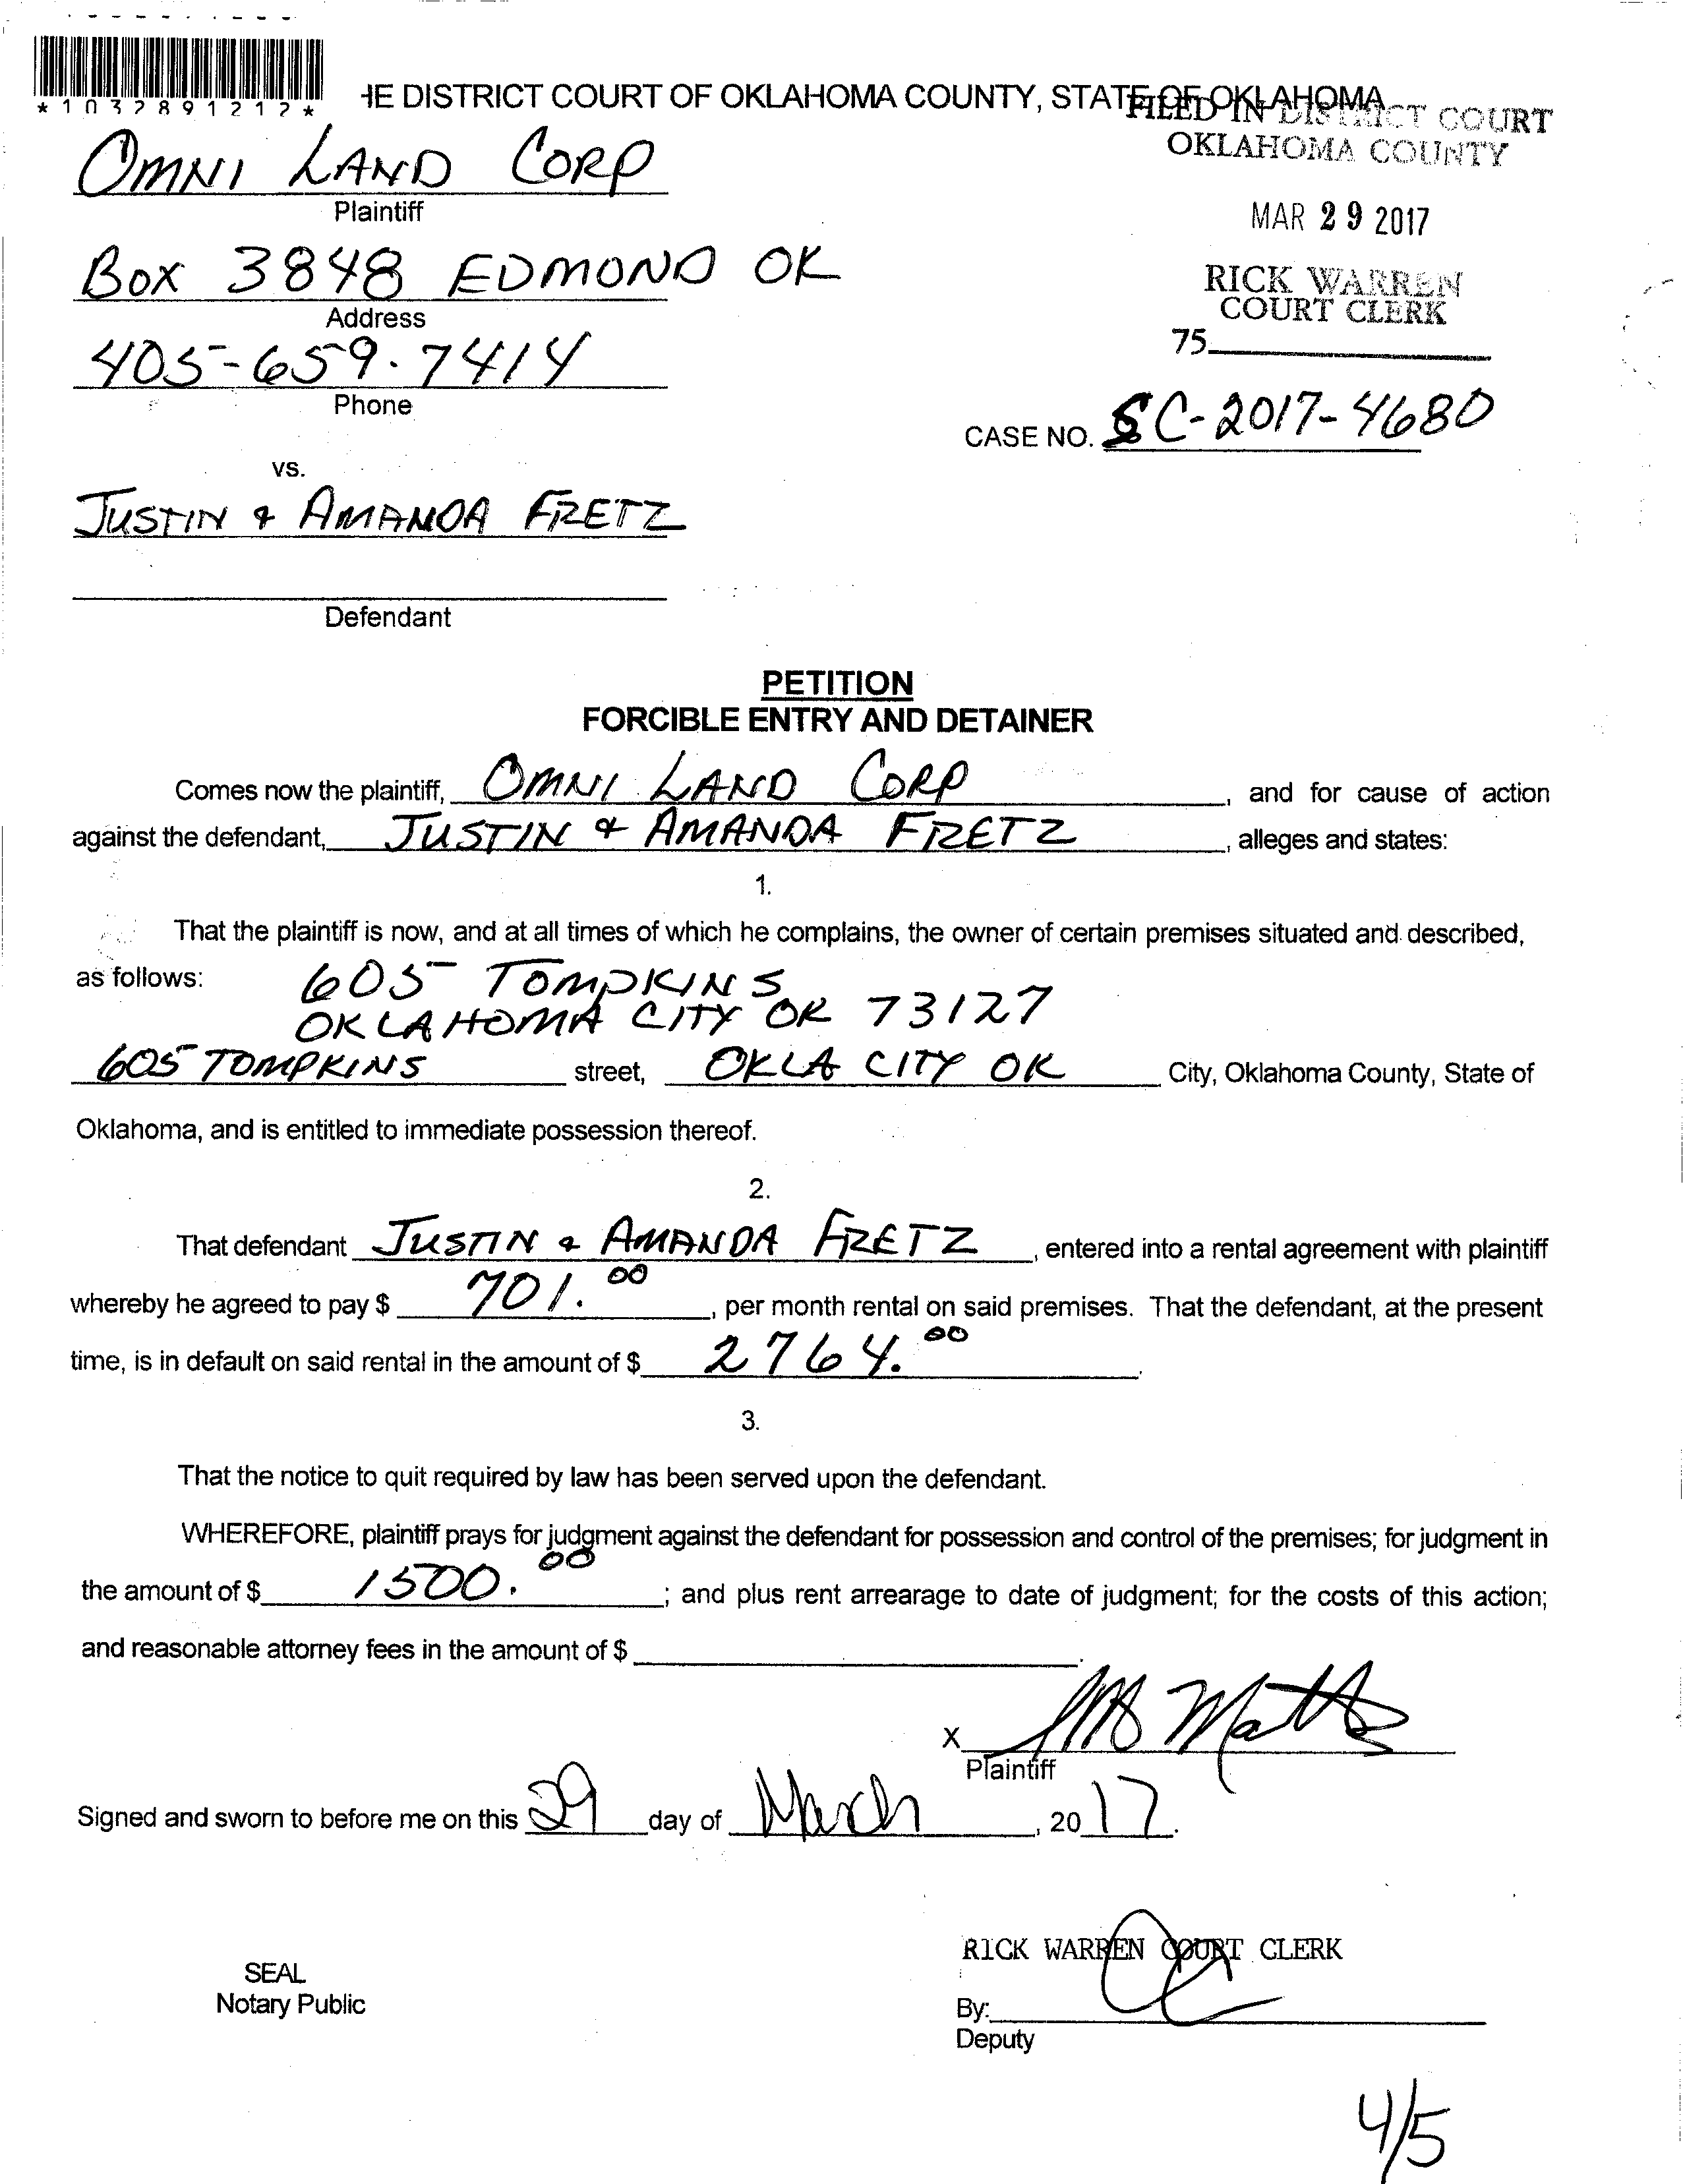 *1032891212*
HE DISTRICT COURT OF OKLAHOMA COUNTY, STATE OF OKLAHOMA
FILED IN DISTRICT COURT
OKLAHOMA COUNTY
MAR 29 2017
RICK WARREN
COURT CLERK
75
OMNI LAND CORP
Plaintiff
BOX 3848 EDMOND OK
Address
405-659-7414
Phone
CASE NO. SC-2017-4680
vs.
JUSTIN & AMANDA FRETZ
Defendant
PETITION
FORCIBLE ENTRY AND DETAINER
Comes now the plaintiff, OMNI LAND CORP, and for cause of action
against the defendant, JUSTIN & AMANDA FRETZ, alleges and states:
1.
That the plaintiff is now, and at all times of which he complains, the owner of certain premises situated and described,
as follows: 605 TOMPKINS
OKLAHOMA CITY OK 73127
605 TOMPKINS street, OKLA CITY OK City, Oklahoma County, State of
Oklahoma, and is entitled to immediate possession thereof.
2.
That defendant JUSTIN & AMANDA FRETZ, entered into a rental agreement with plaintiff
whereby he agreed to pay $ 701.00, per month rental on said premises. That the defendant, at the present
time, is in default on said rental in the amount of $ 2764.00.
3.
That the notice to quit required by law has been served upon the defendant.
WHEREFORE, plaintiff prays for judgment against the defendant for possession and control of the premises; for judgment in
the amount of $ 1500.00; and plus rent arrearage to date of judgment; for the costs of this action;
and reasonable attorney fees in the amount of $
X
Plaintiff
Signed and sworn to before me on this 29 day of March, 2017.
RICK WARREN COURT CLERK
SEAL
Notary Public
By:
Deputy
4/5